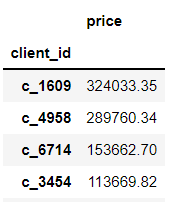 price
client_id
c_1609 324033.35
c_4958 289760.34
c_6714 153662.70
c_3454 113669.82